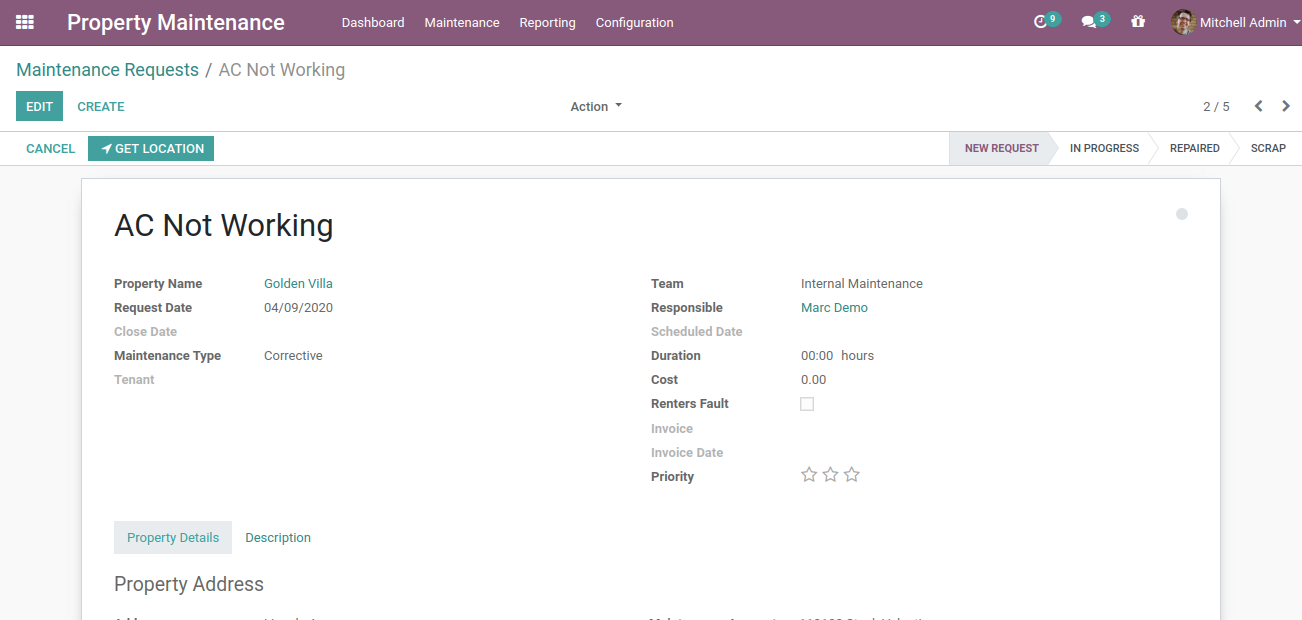 Property Maintenance Dashboard Maintenance Reporting Configuration 9 3 Mitchell Admin
Maintenance Requests / AC Not Working
EDIT CREATE Action 2 / 5
CANCEL GET LOCATION NEW REQUEST IN PROGRESS REPAIRED SCRAP
AC Not Working
Property Name Golden Villa
Request Date 04/09/2020
Close Date
Maintenance Type Corrective
Tenant
Team Internal Maintenance
Responsible Marc Demo
Scheduled Date
Duration 00:00 hours
Cost 0.00
Renters Fault
Invoice
Invoice Date
Priority
Property Details Description
Property Address